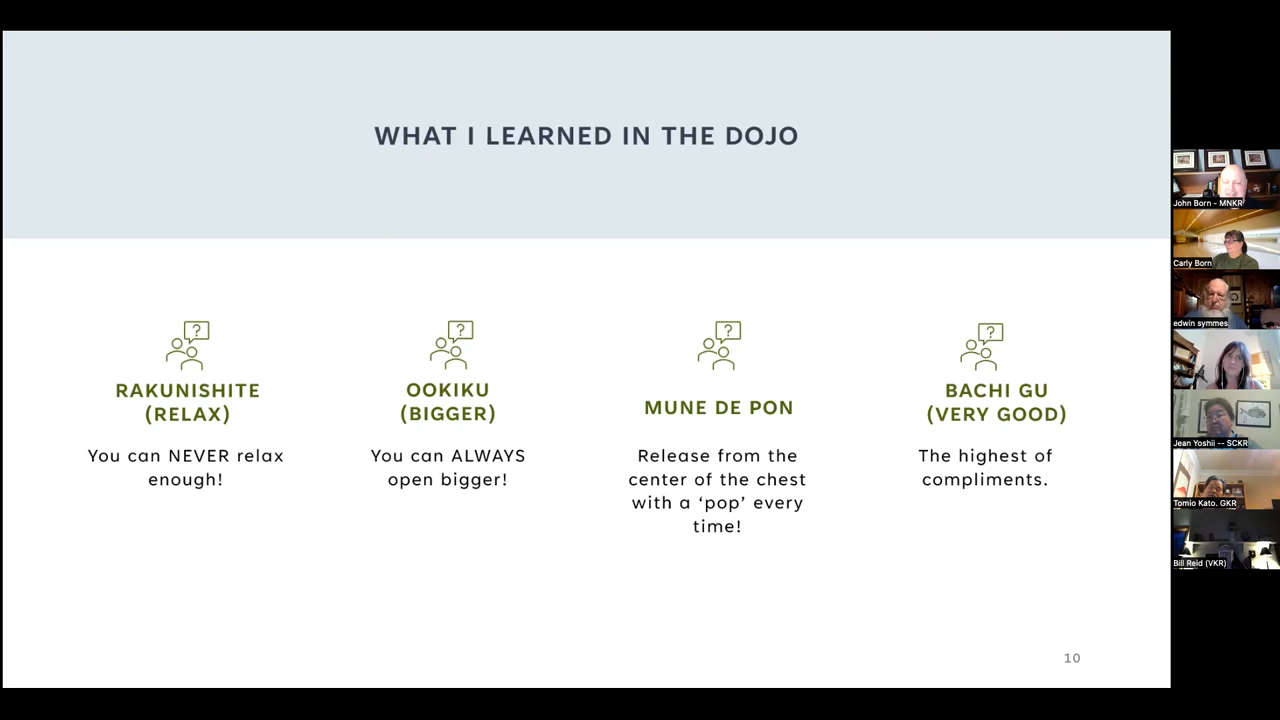 WHAT I LEARNED IN THE DOJO
?
?
?
?
RAKUNISHITE
(RELAX)
You can NEVER relax
enough!
OOKIKU
(BIGGER)
You can ALWAYS
open bigger!
MUNE DE PON
Release from the
center of the chest
with a ‘pop’ every
time!
BACHI GU
(VERY GOOD)
The highest of
compliments.
10
John Born - MNKR
Carly Born
edwin symmes
Jean Yoshii -- SCKR
Tomio Kato. GKR
Bill Reid (VKR)